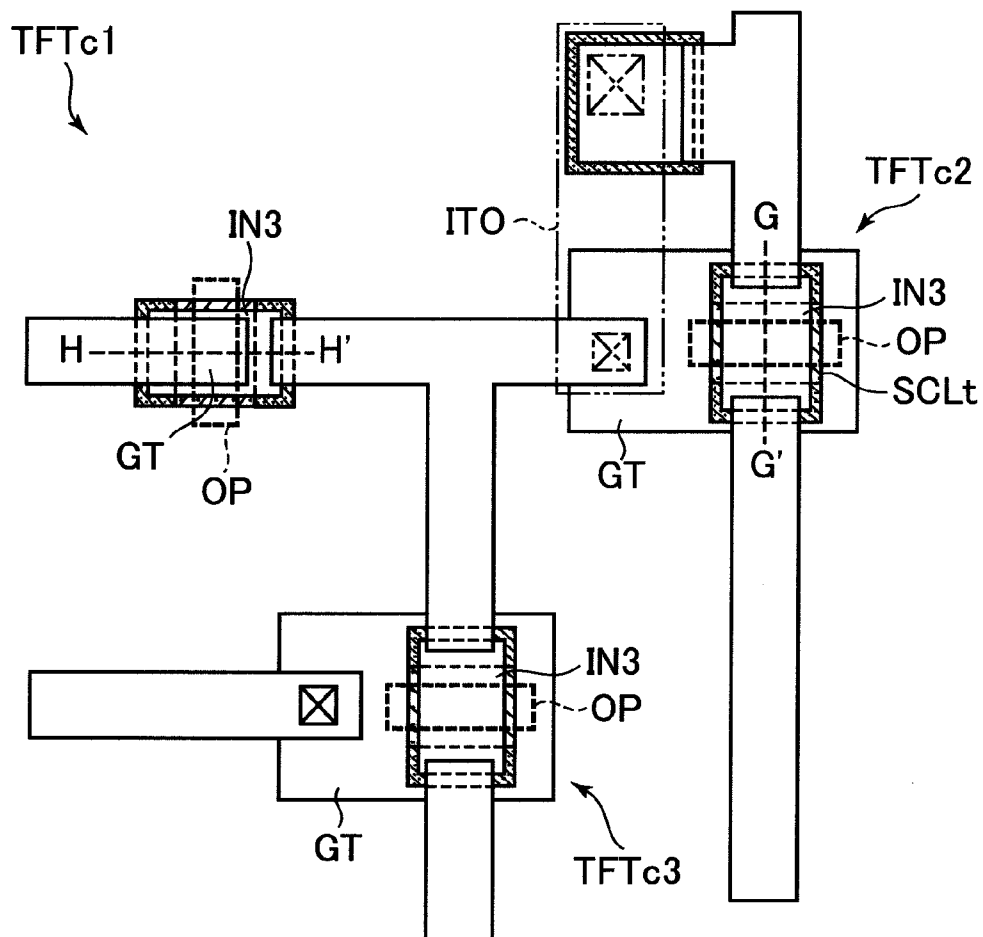 TFTc1
TFTc2
ITO
G
IN3
IN3
H
H'
OP
SCLt
GT
OP
GT
G'
IN3
OP
GT
TFTc3